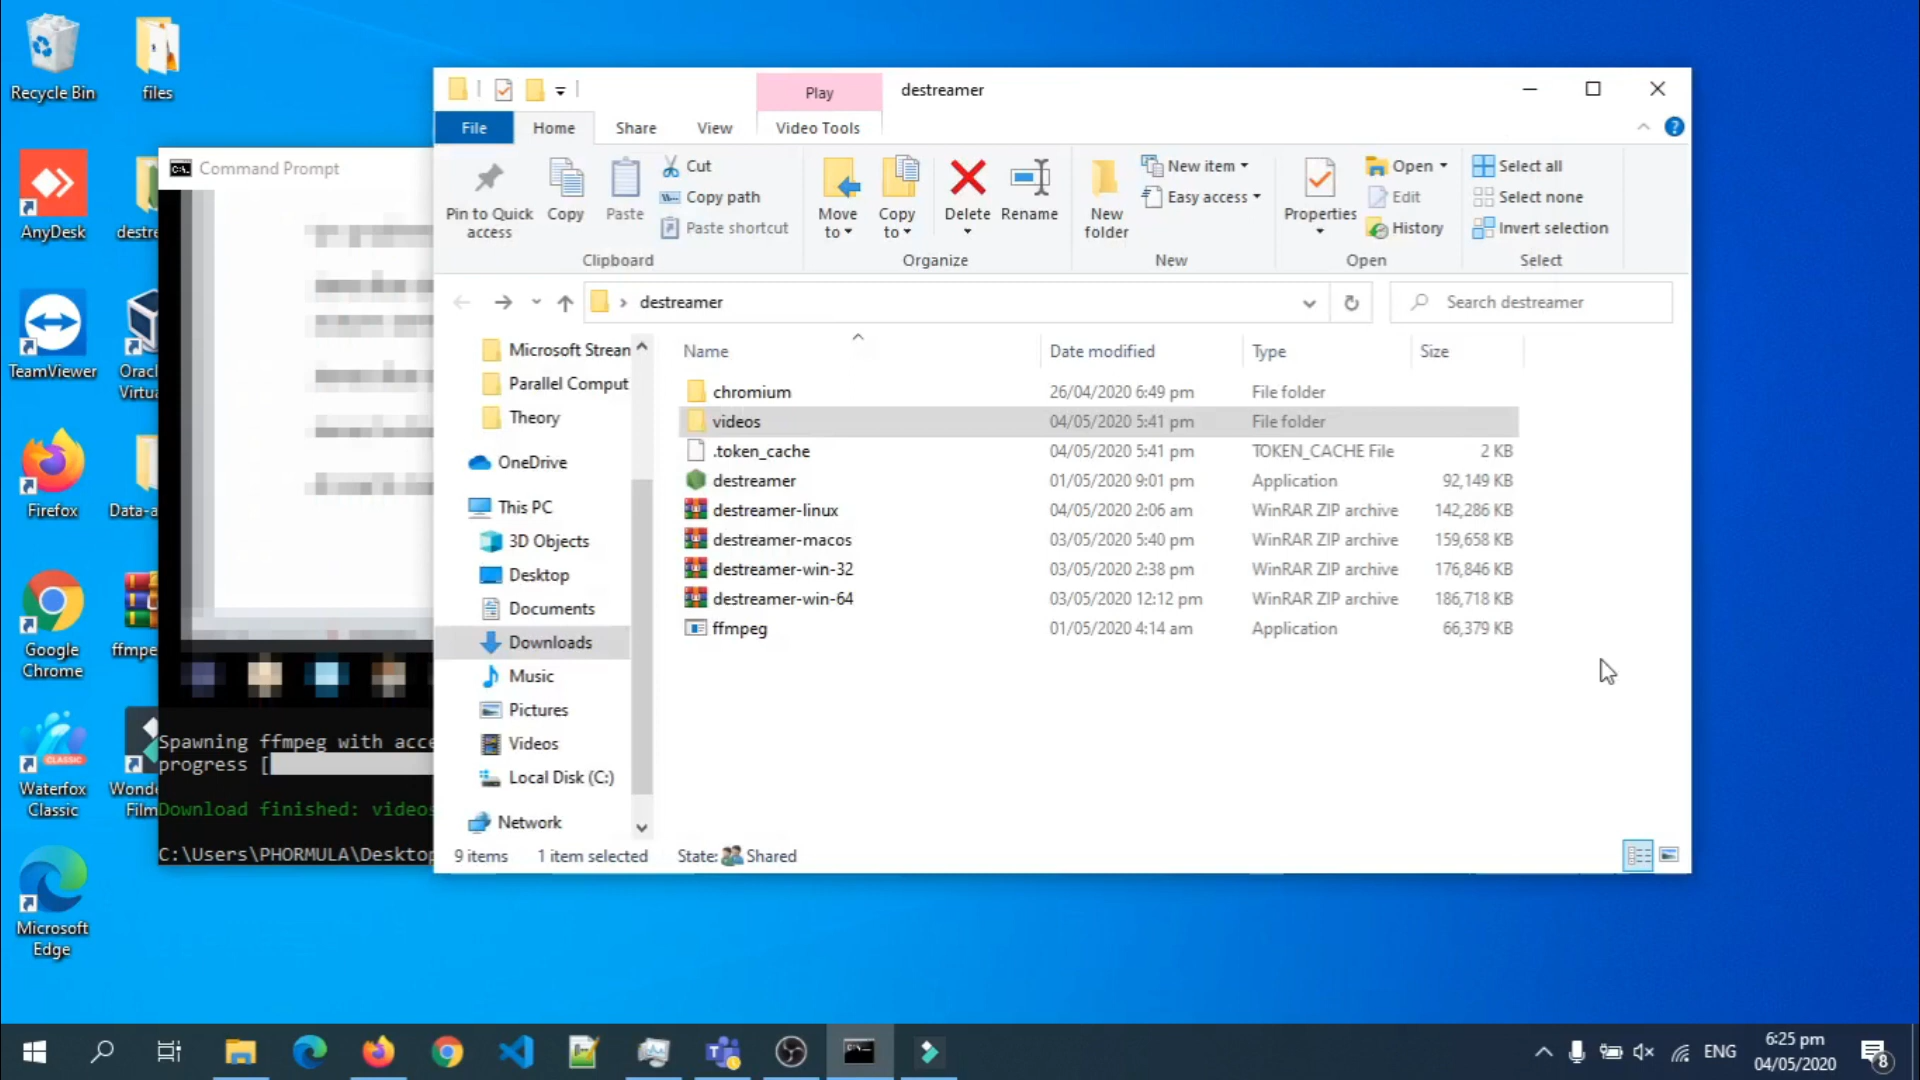 Recycle Bin
files
AnyDesk
destre
TeamViewer
Oracl
Virtua
Firefox
Data-a
Google
Chrome
ffmpe
Waterfox
Classic
Wonde
Film
Microsoft
Edge
Command Prompt
Spawning ffmpeg with acce
progress [
Download finished: videos
C:\Users\PHORMULA\Desktop
Play
destreamer
File
Home
Share
View
Video Tools
Pin to Quick
access
Copy
Paste
Cut
Copy path
Paste shortcut
Clipboard
Move
to
Copy
to
Delete
Rename
Organize
New
folder
New item
Easy access
New
Properties
Open
Edit
History
Open
Select all
Select none
Invert selection
Select
destreamer
Search destreamer
Microsoft Strean
Parallel Comput
Theory
OneDrive
This PC
3D Objects
Desktop
Documents
Downloads
Music
Pictures
Videos
Local Disk (C:)
Network
Name Date modified Type Size
chromium 26/04/2020 6:49 pm File folder
videos 04/05/2020 5:41 pm File folder
.token_cache 04/05/2020 5:41 pm TOKEN_CACHE File 2 KB
destreamer 01/05/2020 9:01 pm Application 92,149 KB
destreamer-linux 04/05/2020 2:06 am WinRAR ZIP archive 142,286 KB
destreamer-macos 03/05/2020 5:40 pm WinRAR ZIP archive 159,658 KB
destreamer-win-32 03/05/2020 2:38 pm WinRAR ZIP archive 176,846 KB
destreamer-win-64 03/05/2020 12:12 pm WinRAR ZIP archive 186,718 KB
ffmpeg 01/05/2020 4:14 am Application 66,379 KB
9 items 1 item selected State: Shared
ENG
6:25 pm
04/05/2020
8